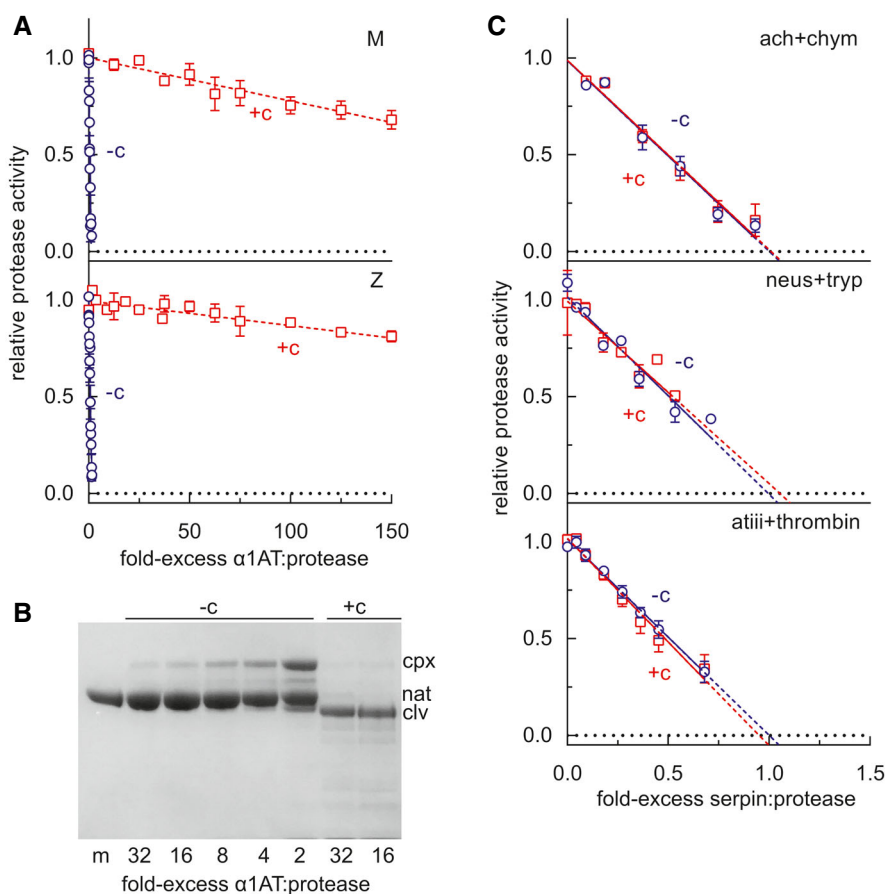 A
M
1.0
+c
-c
0.5
0.0
Z
1.0
+c
-c
0.5
0.0
relative protease activity
relative protease activity
0 50 100 150
fold-excess α1AT:protease
B
-c +c
cpx
nat
clv
m 32 16 8 4 2 32 16
fold-excess α1AT:protease
C
ach+chym
1.0
-c
0.5
+c
0.0
neus+tryp
1.0
-c
0.5
+c
0.0
relative protease activity
atiii+thrombin
1.0
-c
0.5
+c
0.0
0.0 0.5 1.0 1.5
fold-excess serpin:protease